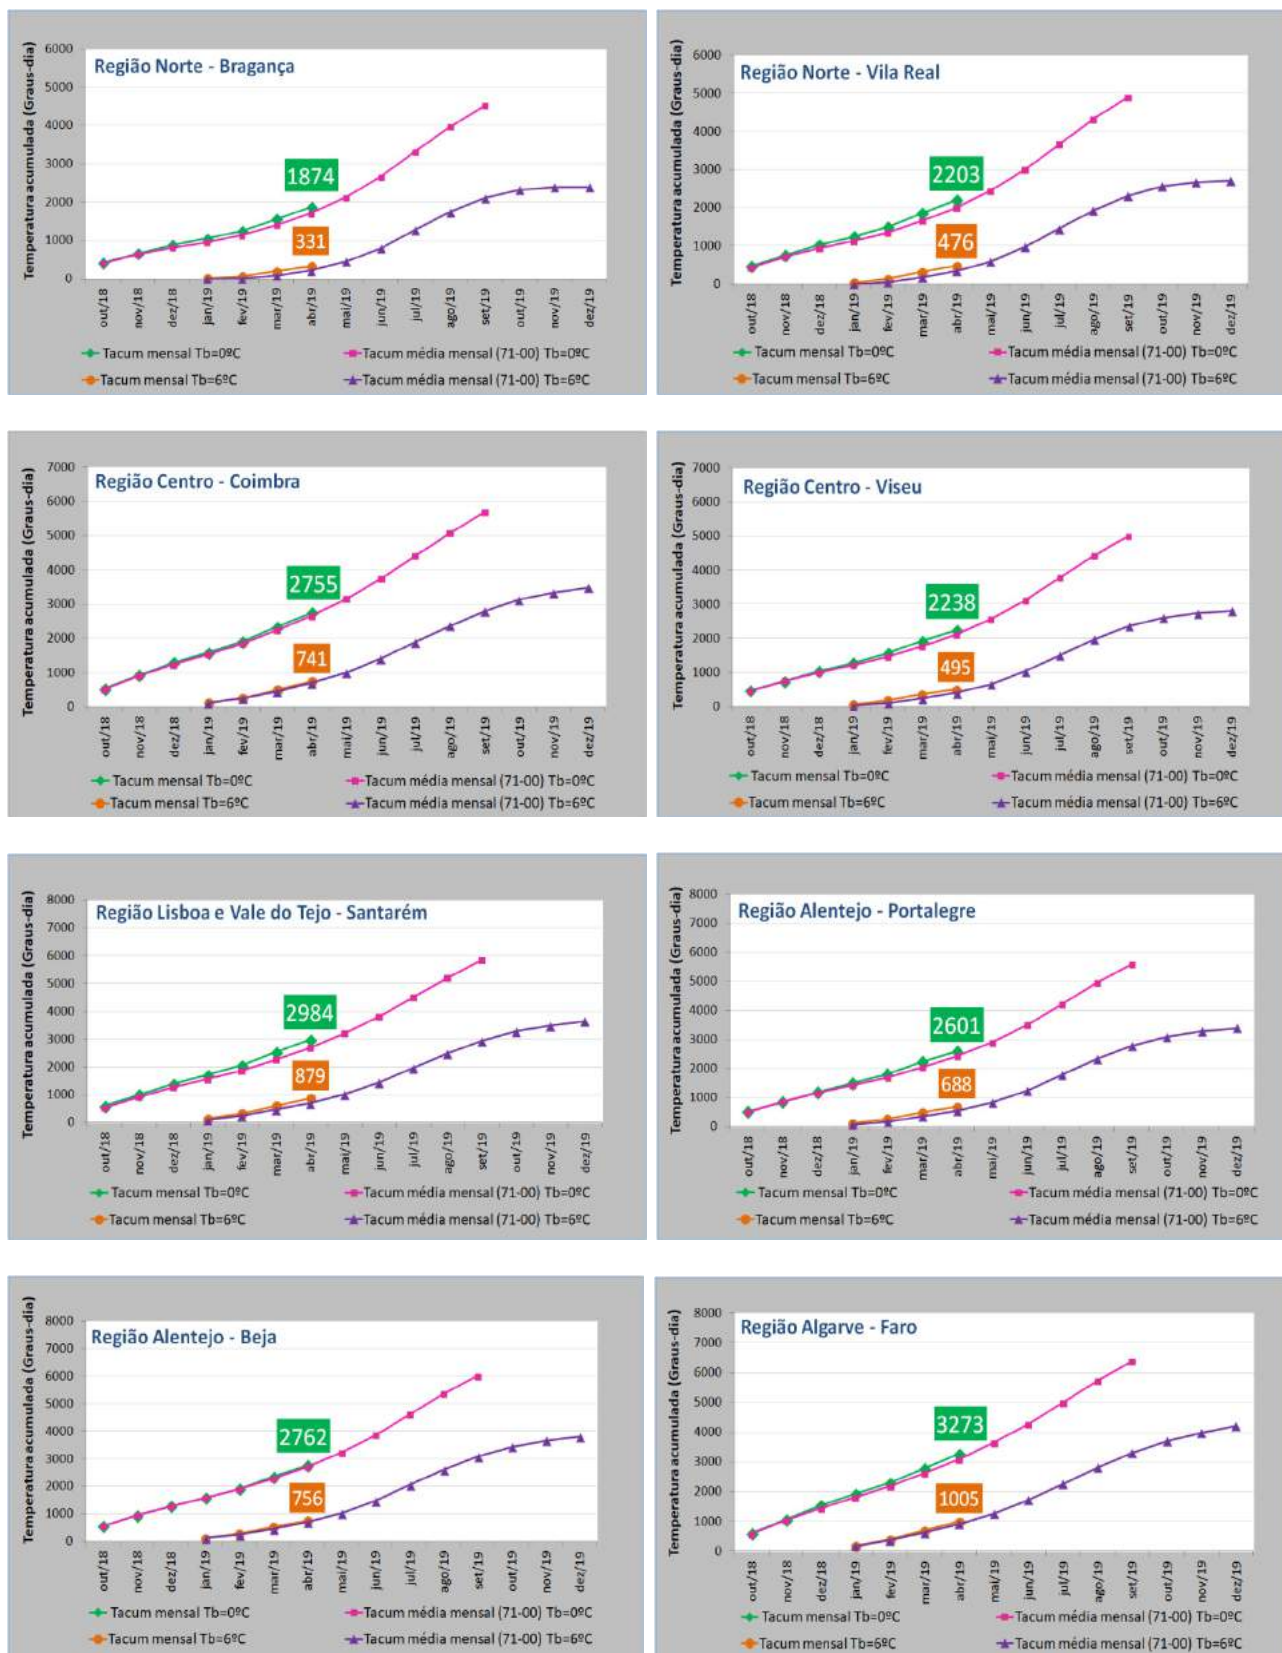 Temperatura acumulada (Graus-dia)
Região Norte - Bragança
6000
5000
4000
3000
2000
1000
0
1874
331
out/18 nov/18 dez/18 jan/19 fev/19 mar/19 abr/19 mai/19 jun/19 jul/19 ago/19 set/19 out/19 nov/19 dez/19
Tacum mensal Tb=0ºC Tacum média mensal (71-00) Tb=0ºC
Tacum mensal Tb=6ºC Tacum média mensal (71-00) Tb=6ºC
Temperatura acumulada (Graus-dia)
Região Norte - Vila Real
6000
5000
4000
3000
2000
1000
0
2203
476
out/18 nov/18 dez/18 jan/19 fev/19 mar/19 abr/19 mai/19 jun/19 jul/19 ago/19 set/19 out/19 nov/19 dez/19
Tacum mensal Tb=0ºC Tacum média mensal (71-00) Tb=0ºC
Tacum mensal Tb=6ºC Tacum média mensal (71-00) Tb=6ºC
Temperatura acumulada (Graus-dia)
Região Centro - Coimbra
7000
6000
5000
4000
3000
2000
1000
0
2755
741
out/18 nov/18 dez/18 jan/19 fev/19 mar/19 abr/19 mai/19 jun/19 jul/19 ago/19 set/19 out/19 nov/19 dez/19
Tacum mensal Tb=0ºC Tacum média mensal (71-00) Tb=0ºC
Tacum mensal Tb=6ºC Tacum média mensal (71-00) Tb=6ºC
Temperatura acumulada (Graus-dia)
Região Centro - Viseu
7000
6000
5000
4000
3000
2000
1000
0
2238
495
out/18 nov/18 dez/18 jan/19 fev/19 mar/19 abr/19 mai/19 jun/19 jul/19 ago/19 set/19 out/19 nov/19 dez/19
Tacum mensal Tb=0ºC Tacum média mensal (71-00) Tb=0ºC
Tacum mensal Tb=6ºC Tacum média mensal (71-00) Tb=6ºC
Temperatura acumulada (Graus-dia)
Região Lisboa e Vale do Tejo - Santarém
8000
7000
6000
5000
4000
3000
2000
1000
0
2984
879
out/18 nov/18 dez/18 jan/19 fev/19 mar/19 abr/19 mai/19 jun/19 jul/19 ago/19 set/19 out/19 nov/19 dez/19
Tacum mensal Tb=0ºC Tacum média mensal (71-00) Tb=0ºC
Tacum mensal Tb=6ºC Tacum média mensal (71-00) Tb=6ºC
Temperatura acumulada (Graus-dia)
Região Alentejo - Portalegre
8000
7000
6000
5000
4000
3000
2000
1000
0
2601
688
out/18 nov/18 dez/18 jan/19 fev/19 mar/19 abr/19 mai/19 jun/19 jul/19 ago/19 set/19 out/19 nov/19 dez/19
Tacum mensal Tb=0ºC Tacum média mensal (71-00) Tb=0ºC
Tacum mensal Tb=6ºC Tacum média mensal (71-00) Tb=6ºC
Temperatura acumulada (Graus-dia)
Região Alentejo - Beja
8000
7000
6000
5000
4000
3000
2000
1000
0
2762
756
out/18 nov/18 dez/18 jan/19 fev/19 mar/19 abr/19 mai/19 jun/19 jul/19 ago/19 set/19 out/19 nov/19 dez/19
Tacum mensal Tb=0ºC Tacum média mensal (71-00) Tb=0ºC
Tacum mensal Tb=6ºC Tacum média mensal (71-00) Tb=6ºC
Temperatura acumulada (Graus-dia)
Região Algarve - Faro
8000
7000
6000
5000
4000
3000
2000
1000
0
3273
1005
out/18 nov/18 dez/18 jan/19 fev/19 mar/19 abr/19 mai/19 jun/19 jul/19 ago/19 set/19 out/19 nov/19 dez/19
Tacum mensal Tb=0ºC Tacum média mensal (71-00) Tb=0ºC
Tacum mensal Tb=6ºC Tacum média mensal (71-00) Tb=6ºC